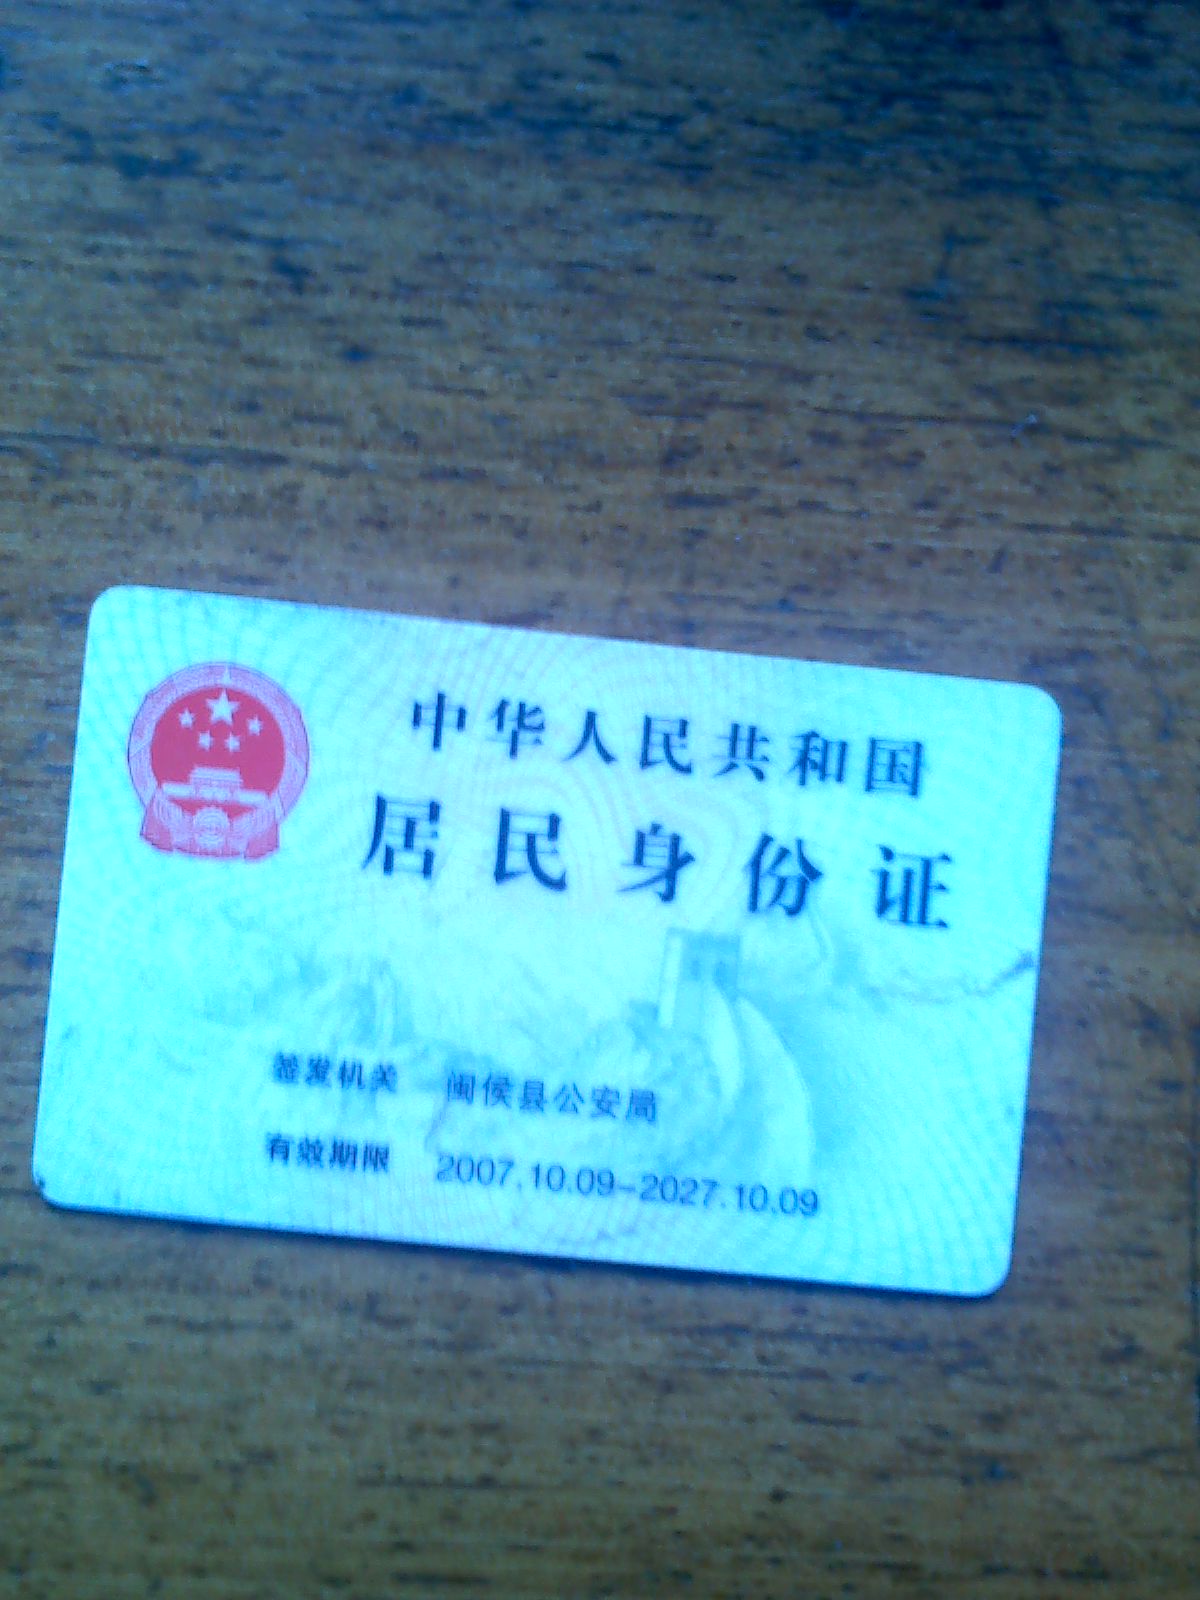 中华人民共和国
居民身份证
签发机关 闽侯县公安局
有效期限 2007.10.09-2027.10.09